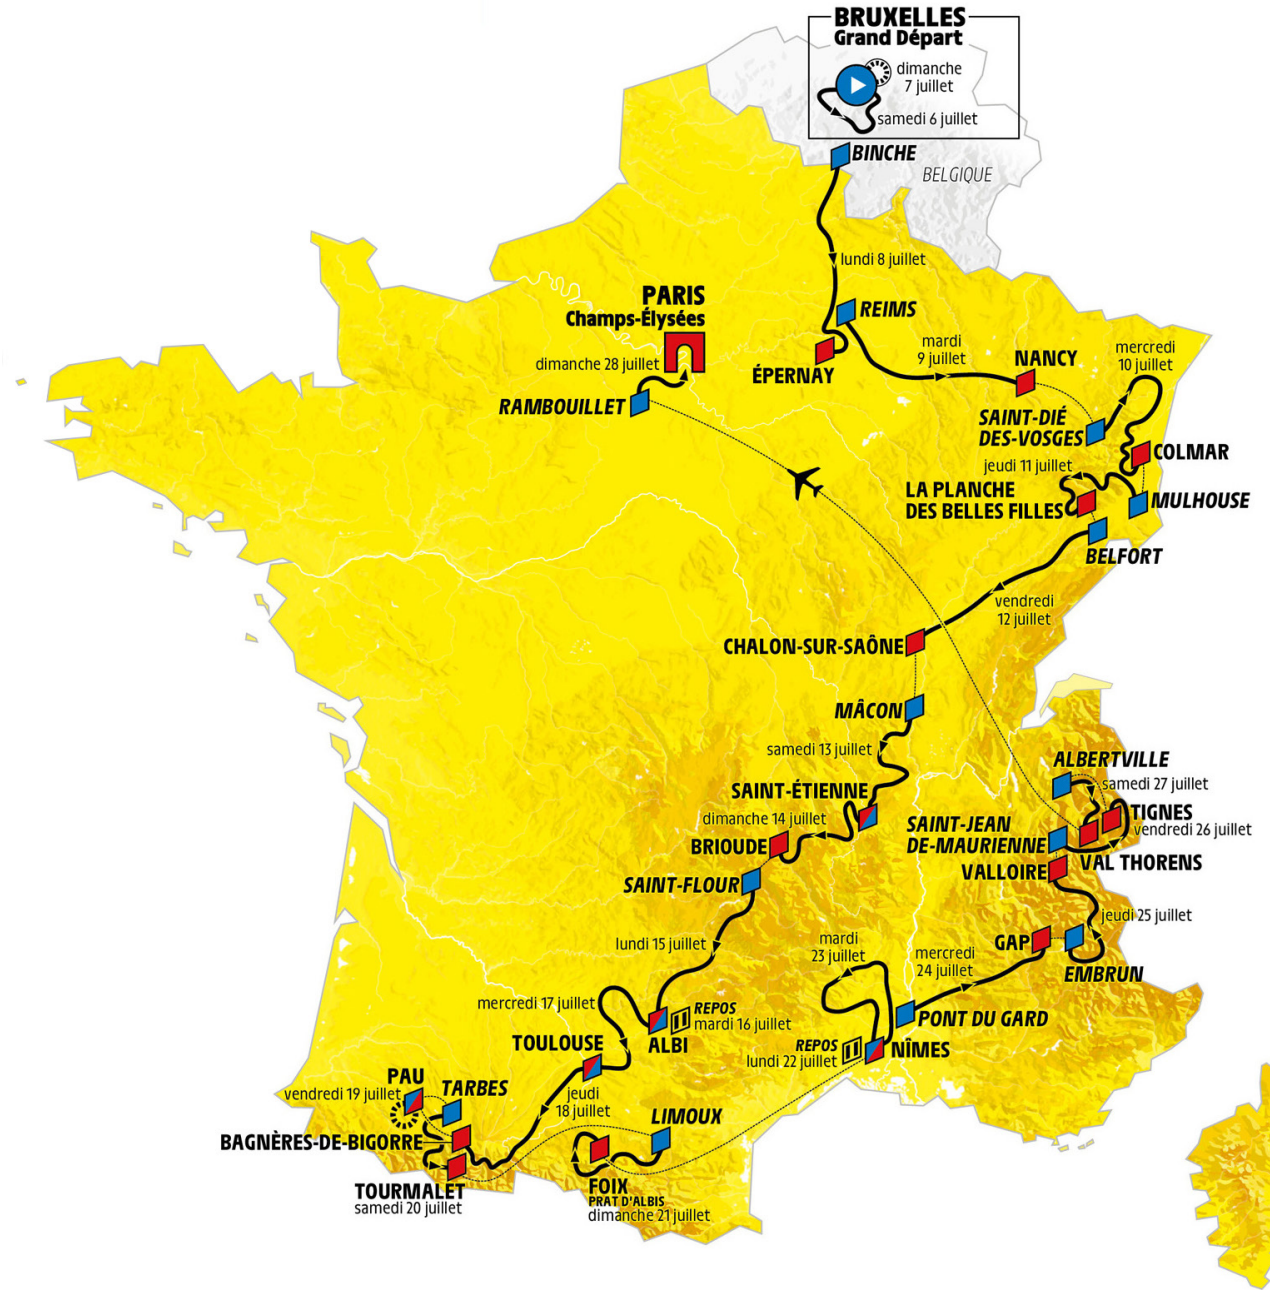 BRUXELLES
Grand Départ
dimanche
7 juillet
samedi 6 juillet
BINCHE
BELGIQUE
lundi 8 juillet
PARIS
Champs-Élysées
dimanche 28 juillet
RAMBOUILLET
REIMS
ÉPERNAY
mardi
9 juillet
NANCY
mercredi
10 juillet
SAINT-DIÉ
DES-VOSGES
COLMAR
jeudi 11 juillet
LA PLANCHE
DES BELLES FILLES
MULHOUSE
BELFORT
vendredi
12 juillet
CHALON-SUR-SAÔNE
MÂCON
samedi 13 juillet
SAINT-ÉTIENNE
dimanche 14 juillet
BRIOUDE
SAINT-FLOUR
lundi 15 juillet
ALBERTVILLE
samedi 27 juillet
TIGNES
vendredi 26 juillet
SAINT-JEAN
DE-MAURIENNE
VAL THORENS
VALLOIRE
jeudi 25 juillet
GAP
EMBRUN
mardi
23 juillet
mercredi
24 juillet
PONT DU GARD
NÎMES
REPOS
lundi 22 juillet
mercredi 17 juillet
REPOS
mardi 16 juillet
ALBI
TOULOUSE
jeudi
18 juillet
PAU
vendredi 19 juillet
TARBES
BAGNÈRES-DE-BIGORRE
TOURMALET
samedi 20 juillet
LIMOUX
FOIX
PRAT D'ALBIS
dimanche 21 juillet